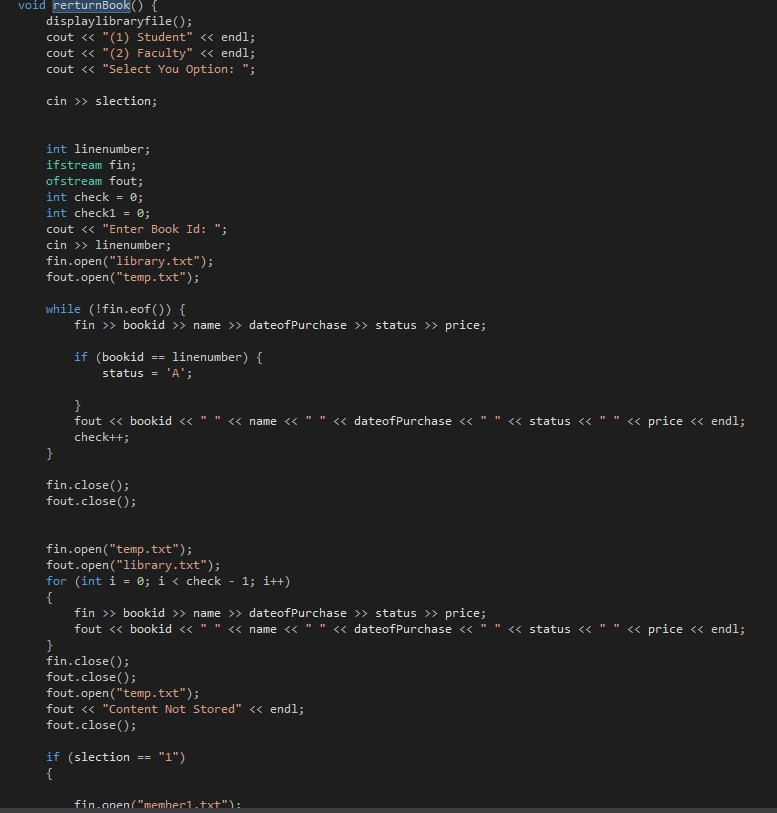 void rerturnBook() {
displaylibraryfile();
cout << "(1) Student" << endl;
cout << "(2) Faculty" << endl;
cout << "Select You Option: ";
cin >> slection;
int linenumber;
ifstream fin;
ofstream fout;
int check = 0;
int check1 = 0;
cout << "Enter Book Id: ";
cin >> linenumber;
fin.open("library.txt");
fout.open("temp.txt");
while (!fin.eof()) {
fin >> bookid >> name >> dateofPurchase >> status >> price;
if (bookid == linenumber) {
status = 'A';
}
fout << bookid << " " << name << " " << dateofPurchase << " " << status << " " << price << endl;
check++;
}
fin.close();
fout.close();
fin.open("temp.txt");
fout.open("library.txt");
for (int i = 0; i < check - 1; i++)
{
fin >> bookid >> name >> dateofPurchase >> status >> price;
fout << bookid << " " << name << " " << dateofPurchase << " " << status << " " << price << endl;
}
fin.close();
fout.close();
fout.open("temp.txt");
fout << "Content Not Stored" << endl;
fout.close();
if (slection == "1")
{
fin.open("member1.txt");